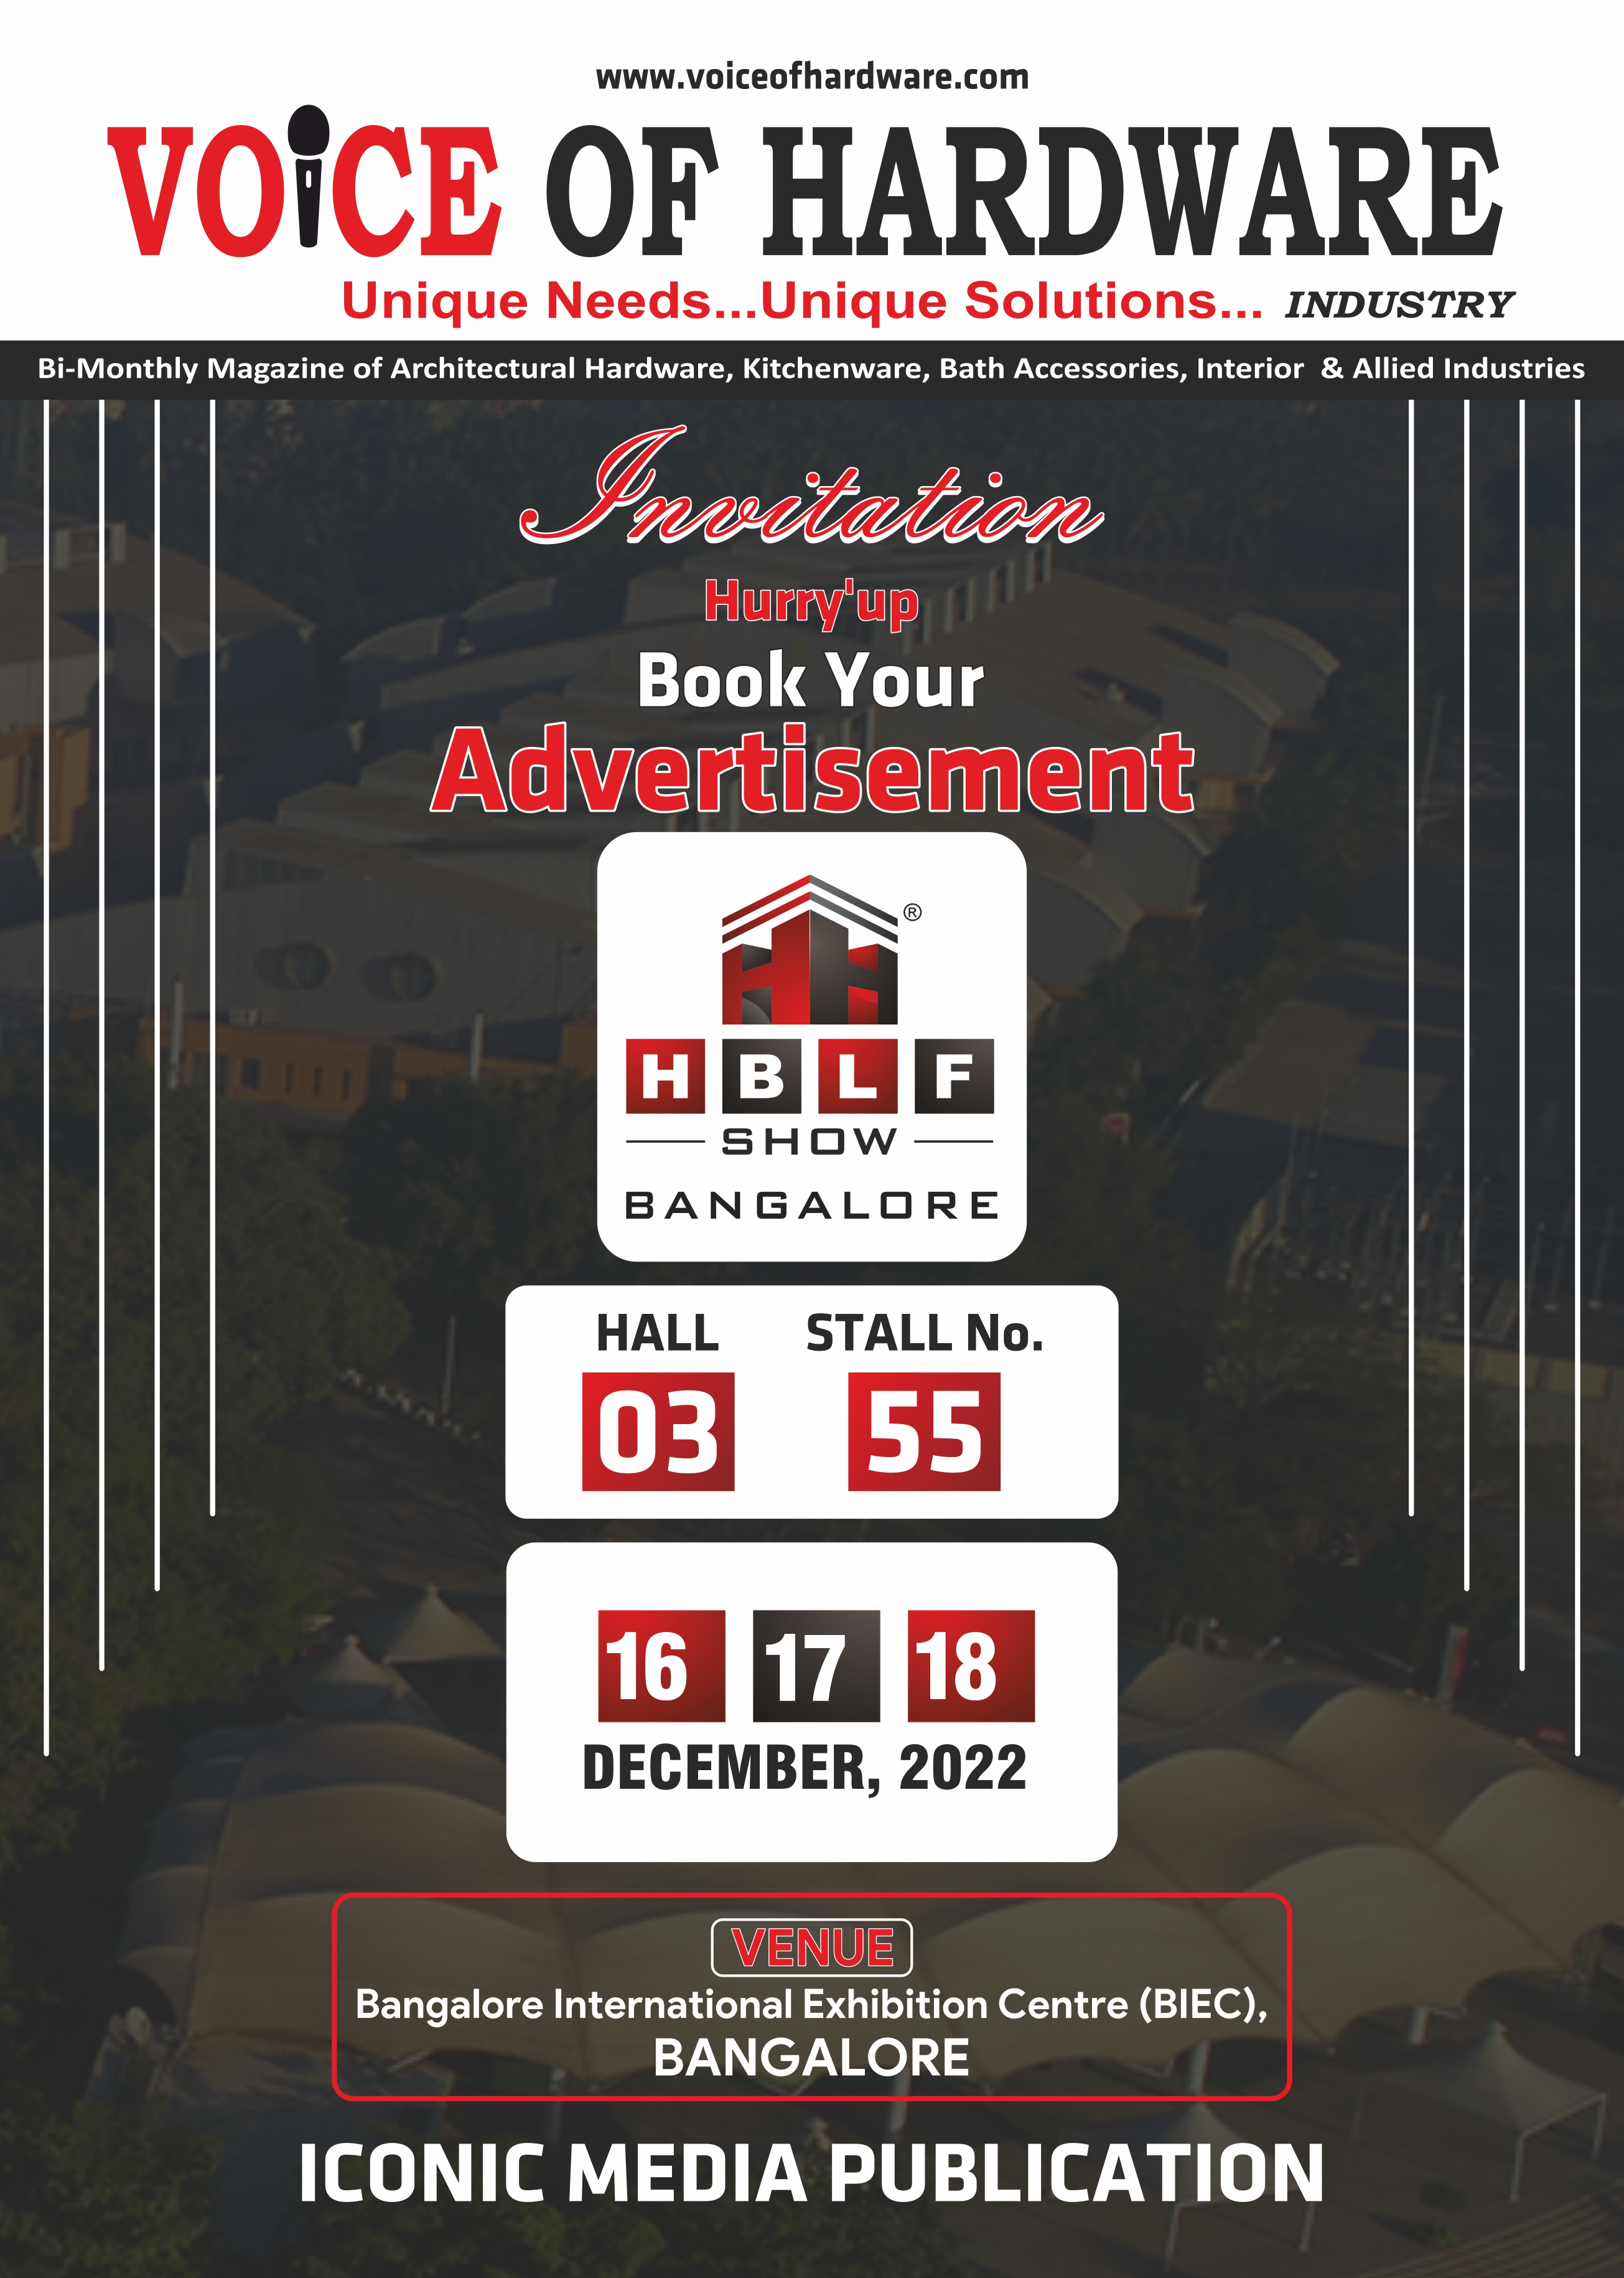 www.voiceofhardware.com
VOiCE OF HARDWARE
Unique Needs...Unique Solutions... INDUSTRY
Bi-Monthly Magazine of Architectural Hardware, Kitchenware, Bath Accessories, Interior & Allied Industries
Invitation
Hurry'up
Book Your
Advertisement
®
H B L F
SHOW
BANGALORE
HALL STALL No.
03 55
16 17 18
DECEMBER, 2022
VENUE
Bangalore International Exhibition Centre (BIEC),
BANGALORE
ICONIC MEDIA PUBLICATION